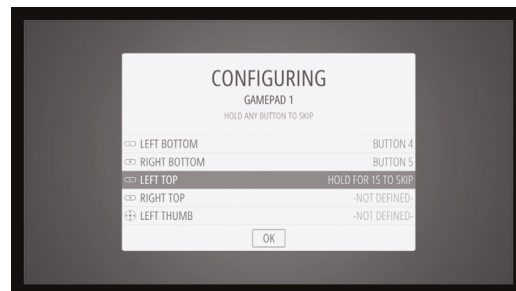 CONFIGURING
GAMEPAD 1
HOLD ANY BUTTON TO SKIP
LEFT BOTTOM BUTTON 4
RIGHT BOTTOM BUTTON 5
LEFT TOP HOLD FOR 1S TO SKIP
RIGHT TOP -NOT DEFINED-
LEFT THUMB -NOT DEFINED-
OK